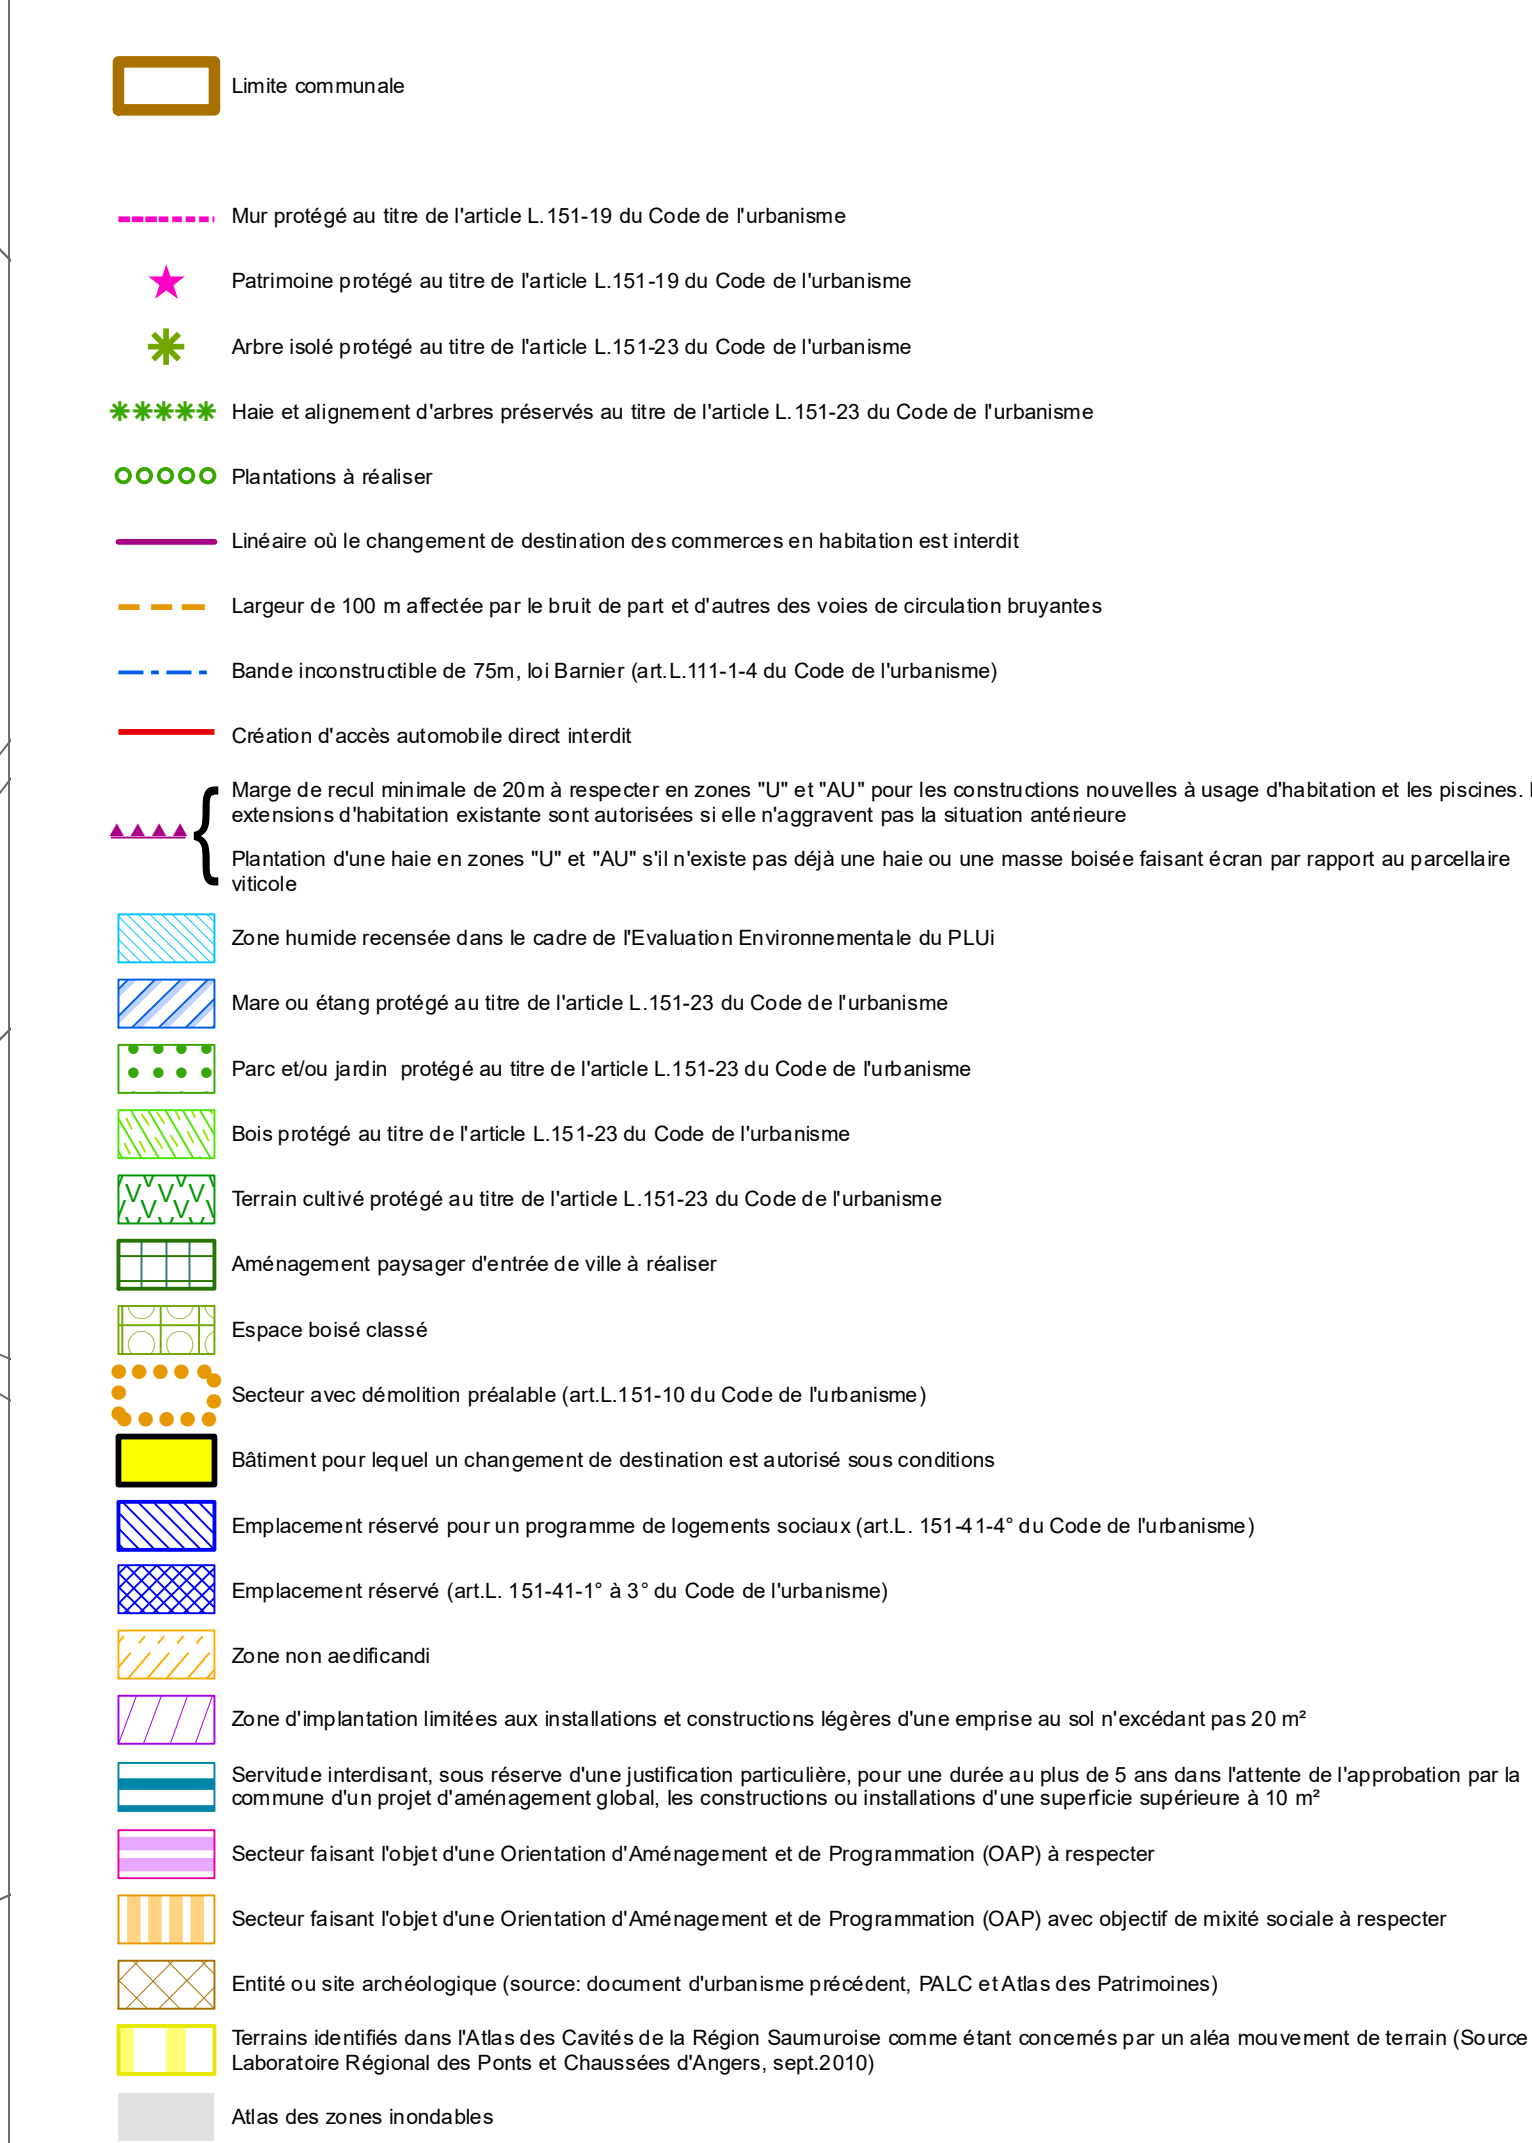 Limite communale
Mur protégé au titre de l'article L.151-19 du Code de l'urbanisme
Patrimoine protégé au titre de l'article L.151-19 du Code de l'urbanisme
Arbre isolé protégé au titre de l'article L.151-23 du Code de l'urbanisme
Haie et alignement d'arbres préservés au titre de l'article L.151-23 du Code de l'urbanisme
Plantations à réaliser
Linéaire où le changement de destination des commerces en habitation est interdit
Largeur de 100 m affectée par le bruit de part et d'autres des voies de circulation bruyantes
Bande inconstructible de 75m, loi Barnier (art.L.111-1-4 du Code de l'urbanisme)
Création d'accès automobile direct interdit
Marge de recul minimale de 20m à respecter en zones "U" et "AU" pour les constructions nouvelles à usage d'habitation et les piscines.
extensions d'habitation existante sont autorisées si elle n'aggravent pas la situation antérieure
Plantation d'une haie en zones "U" et "AU" s'il n'existe pas déjà une haie ou une masse boisée faisant écran par rapport au parcellaire
viticole
Zone humide recensée dans le cadre de l'Evaluation Environnementale du PLUi
Mare ou étang protégé au titre de l'article L.151-23 du Code de l'urbanisme
Parc et/ou jardin protégé au titre de l'article L.151-23 du Code de l'urbanisme
Bois protégé au titre de l'article L.151-23 du Code de l'urbanisme
Terrain cultivé protégé au titre de l'article L.151-23 du Code de l'urbanisme
Aménagement paysager d'entrée de ville à réaliser
Espace boisé classé
Secteur avec démolition préalable (art.L.151-10 du Code de l'urbanisme)
Bâtiment pour lequel un changement de destination est autorisé sous conditions
Emplacement réservé pour un programme de logements sociaux (art.L. 151-41-4° du Code de l'urbanisme)
Emplacement réservé (art.L. 151-41-1° à 3° du Code de l'urbanisme)
Zone non aedificandi
Zone d'implantation limitées aux installations et constructions légères d'une emprise au sol n'excédant pas 20 m²
Servitude interdisant, sous réserve d'une justification particulière, pour une durée au plus de 5 ans dans l'attente de l'approbation par la
commune d'un projet d'aménagement global, les constructions ou installations d'une superficie supérieure à 10 m²
Secteur faisant l'objet d'une Orientation d'Aménagement et de Programmation (OAP) à respecter
Secteur faisant l'objet d'une Orientation d'Aménagement et de Programmation (OAP) avec objectif de mixité sociale à respecter
Entité ou site archéologique (source: document d'urbanisme précédent, PALC et Atlas des Patrimoines)
Terrains identifiés dans l'Atlas des Cavités de la Région Saumuroise comme étant concernés par un aléa mouvement de terrain (Source
Laboratoire Régional des Ponts et Chaussées d'Angers, sept.2010)
Atlas des zones inondables